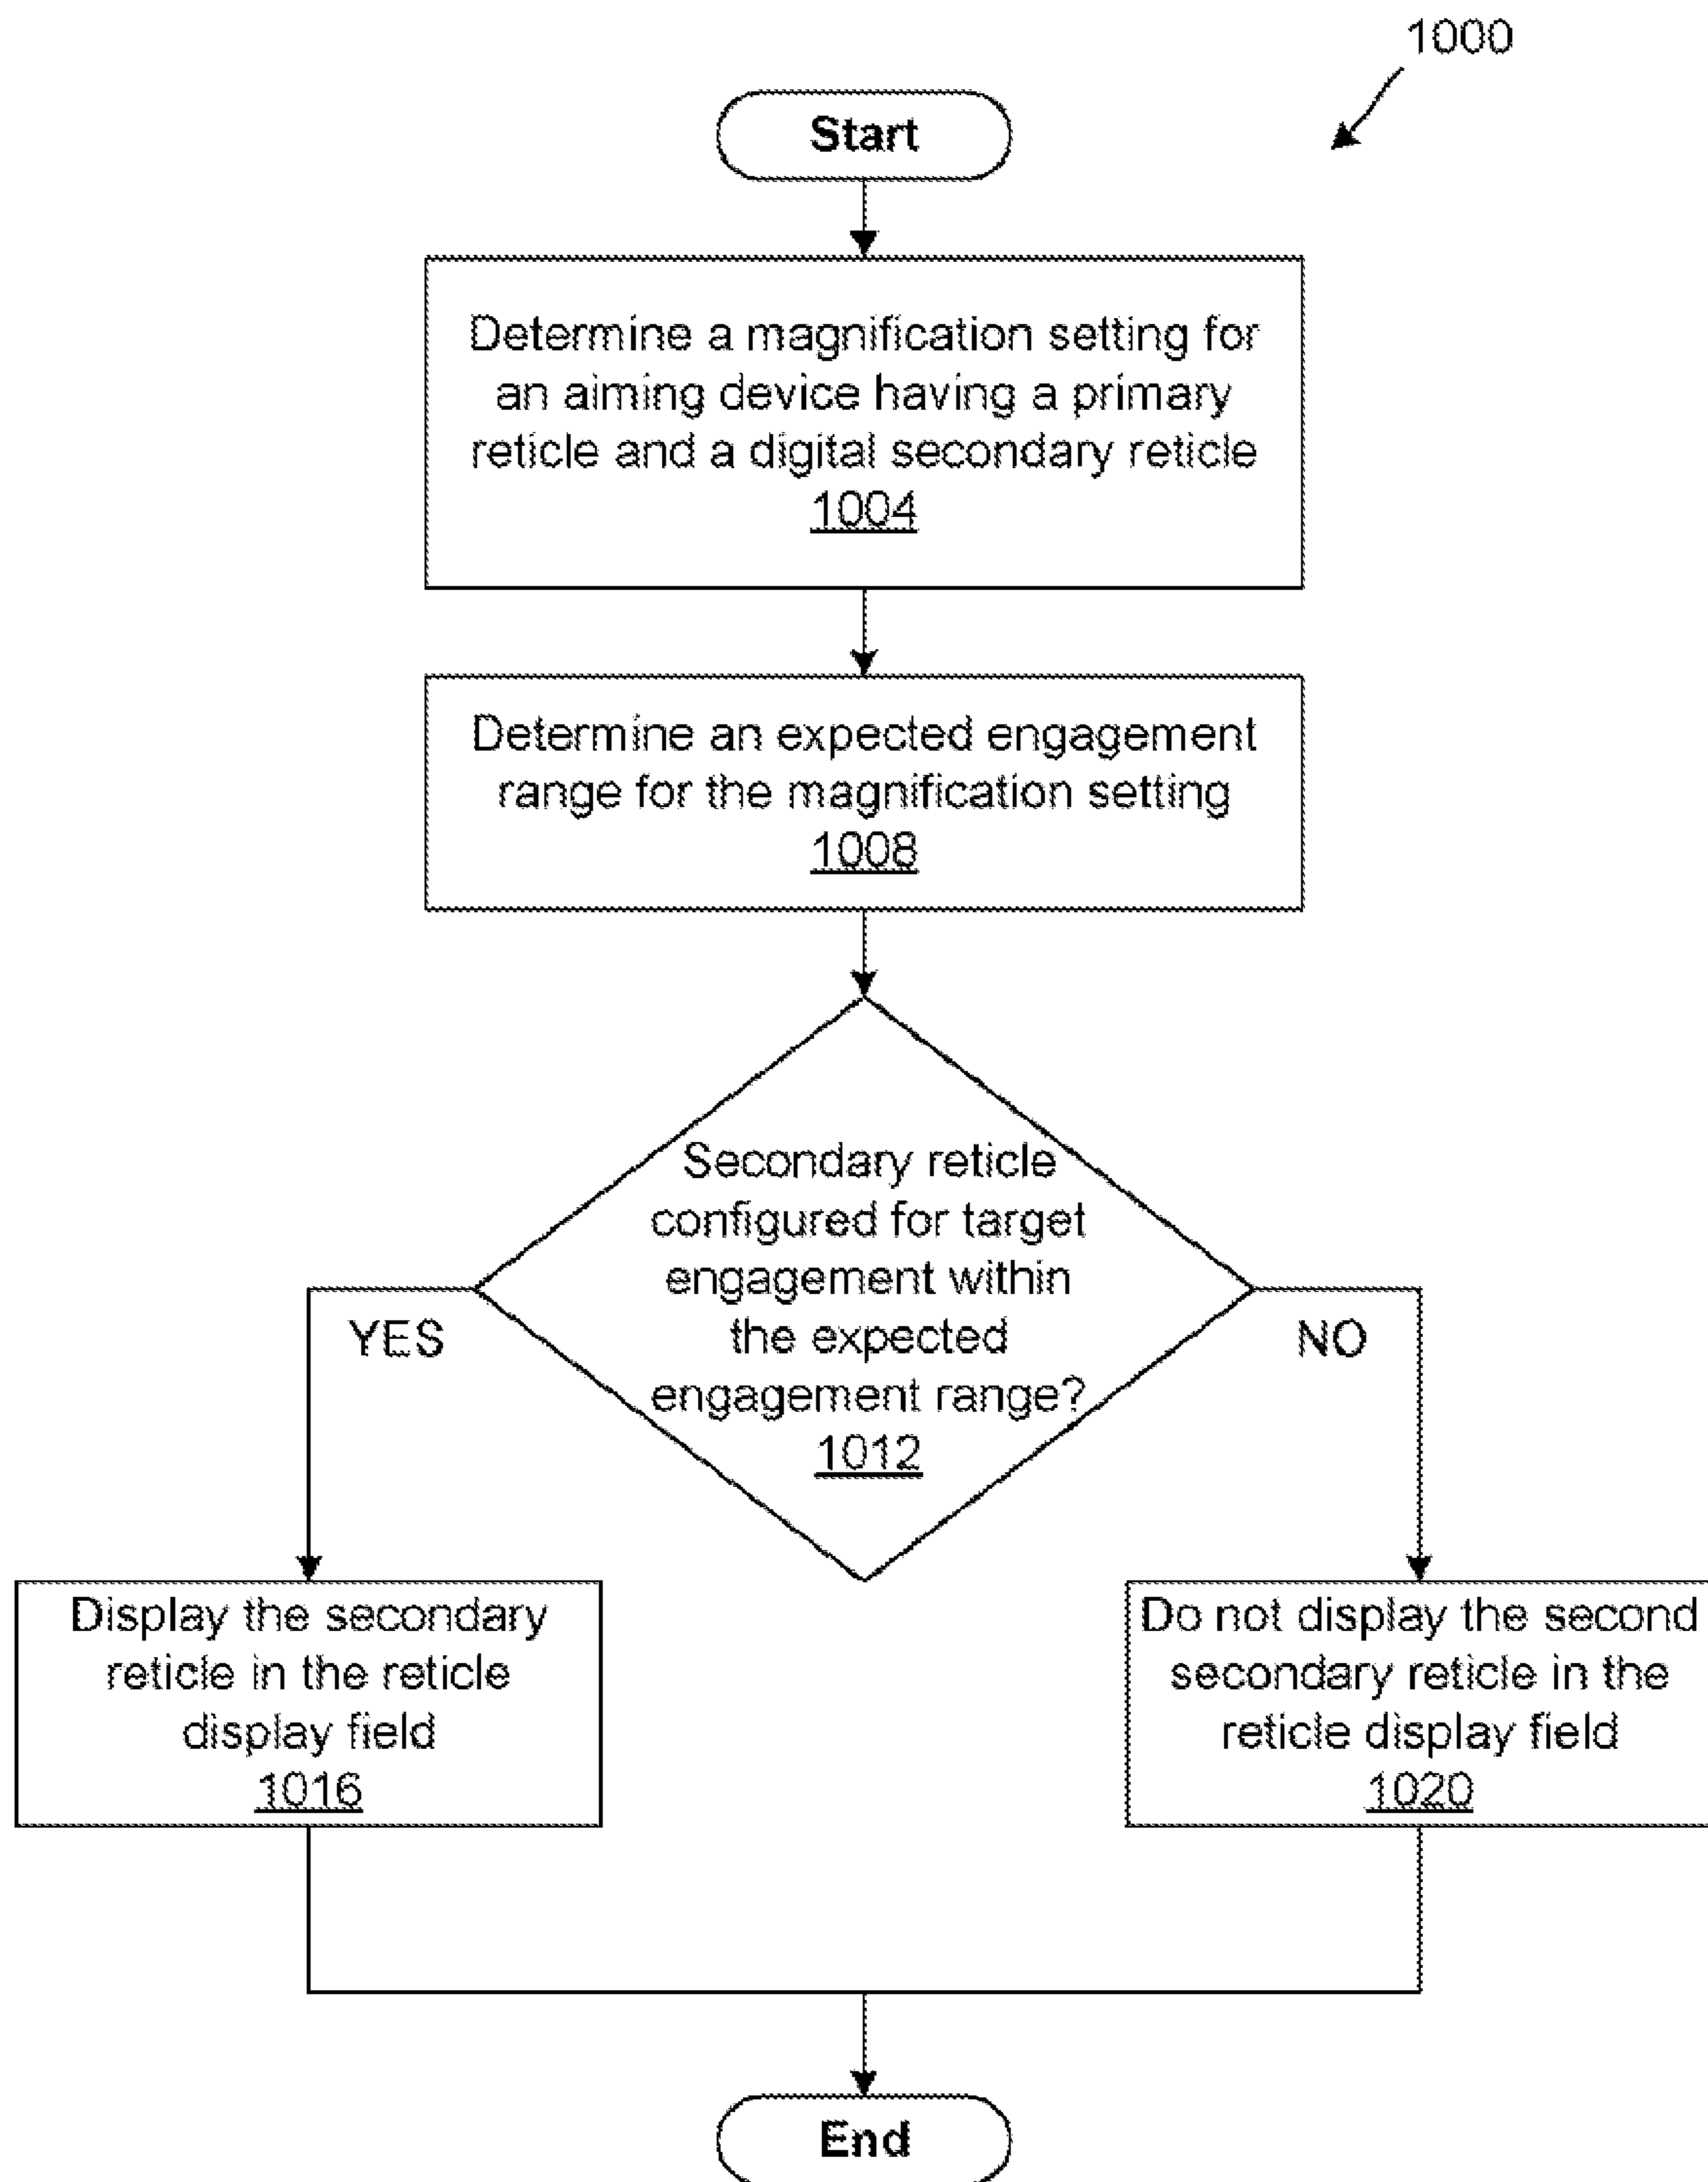 1000
Start
Determine a magnification setting for
an aiming device having a primary
reticle and a digital secondary reticle
1004
Determine an expected engagement
range for the magnification setting
1008
Secondary reticle
configured for target
engagement within
the expected
engagement range?
1012
YES
NO
Display the secondary
reticle in the reticle
display field
1016
Do not display the second
secondary reticle in the
reticle display field
1020
End